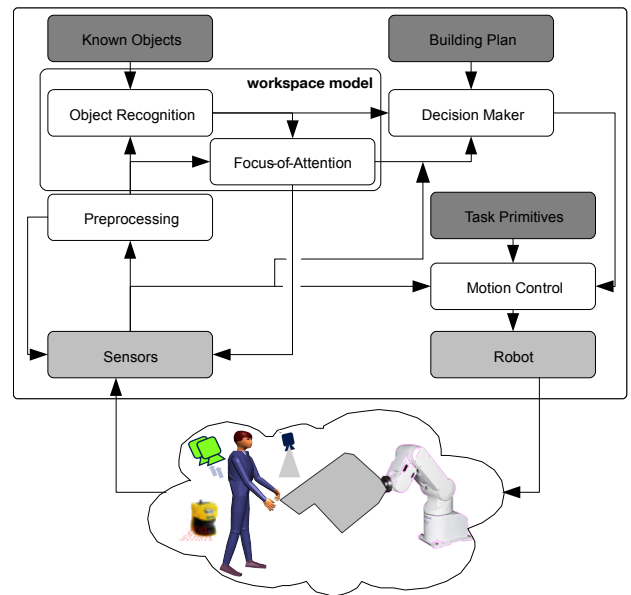 Known Objects
Building Plan
workspace model
Object Recognition
Decision Maker
Focus-of-Attention
Preprocessing
Task Primitives
Motion Control
Sensors
Robot